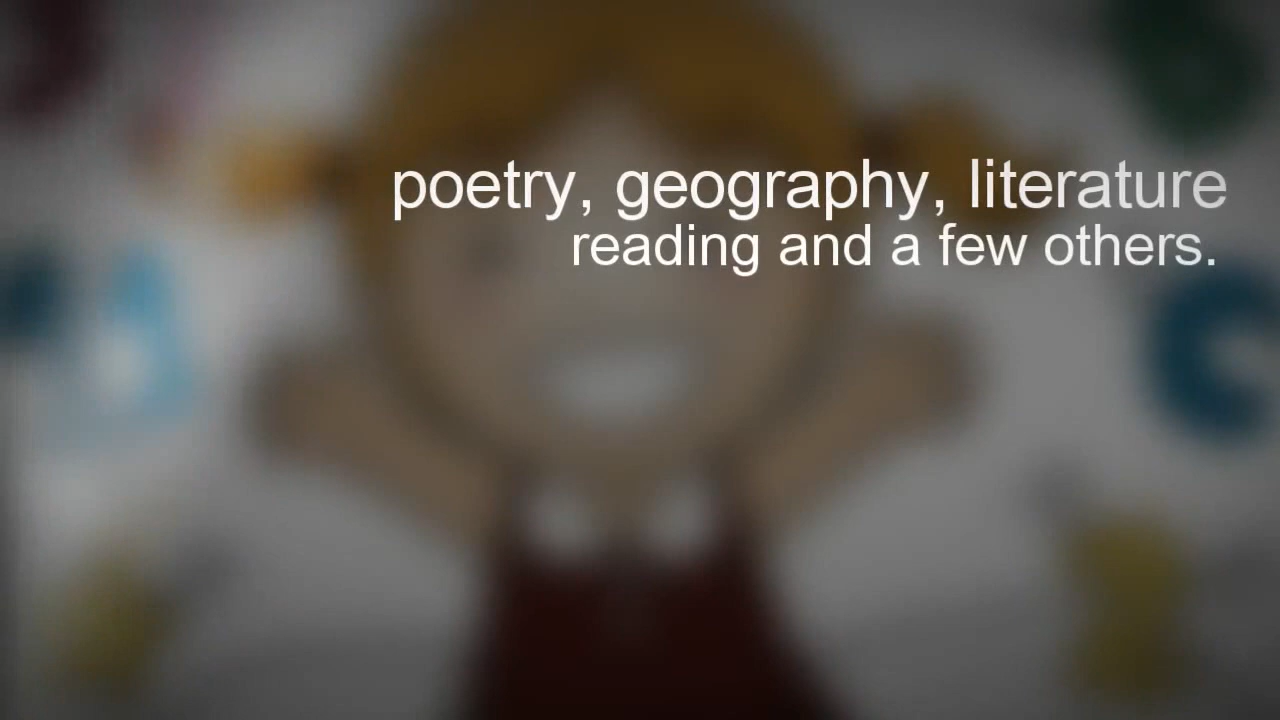 poetry, geography, literature
reading and a few others.